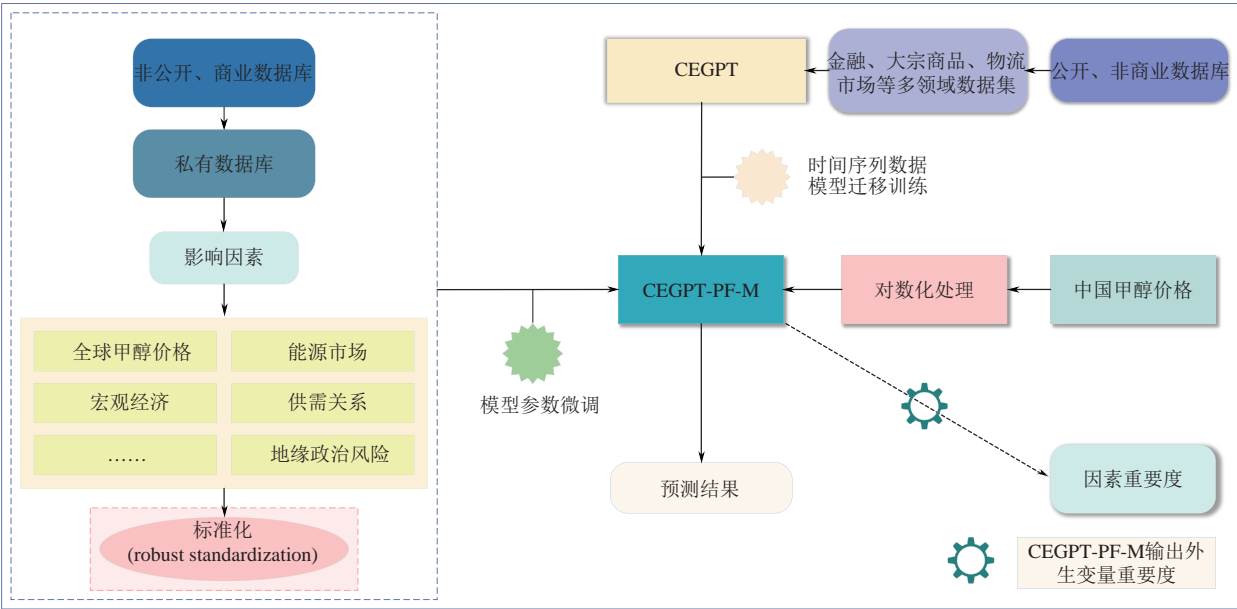 非公开、商业数据库
私有数据库
影响因素
全球甲醇价格
能源市场
宏观经济
供需关系
……
地缘政治风险
标准化
(robust standardization)
模型参数微调
CEGPT
金融、大宗商品、物流
市场等多领域数据集
公开、非商业数据库
时间序列数据
模型迁移训练
CEGPT-PF-M
对数化处理
中国甲醇价格
预测结果
因素重要度
CEGPT-PF-M输出外
生变量重要度